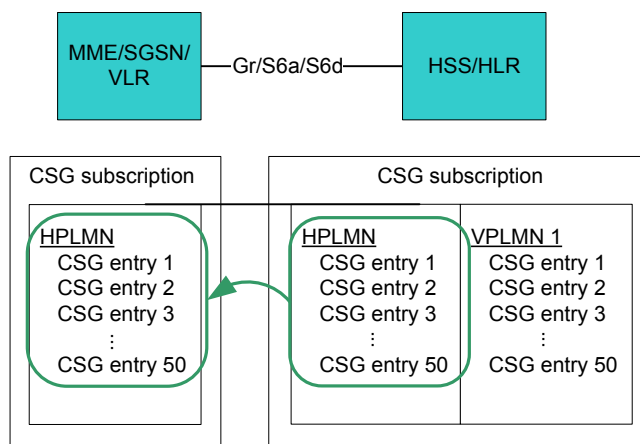 MME/SGSN/
VLR
Gr/S6a/S6d
HSS/HLR
CSG subscription
HPLMN
CSG entry 1
CSG entry 2
CSG entry 3
...
CSG entry 50
CSG subscription
HPLMN
CSG entry 1
CSG entry 2
CSG entry 3
...
CSG entry 50
VPLMN 1
CSG entry 1
CSG entry 2
CSG entry 3
...
CSG entry 50